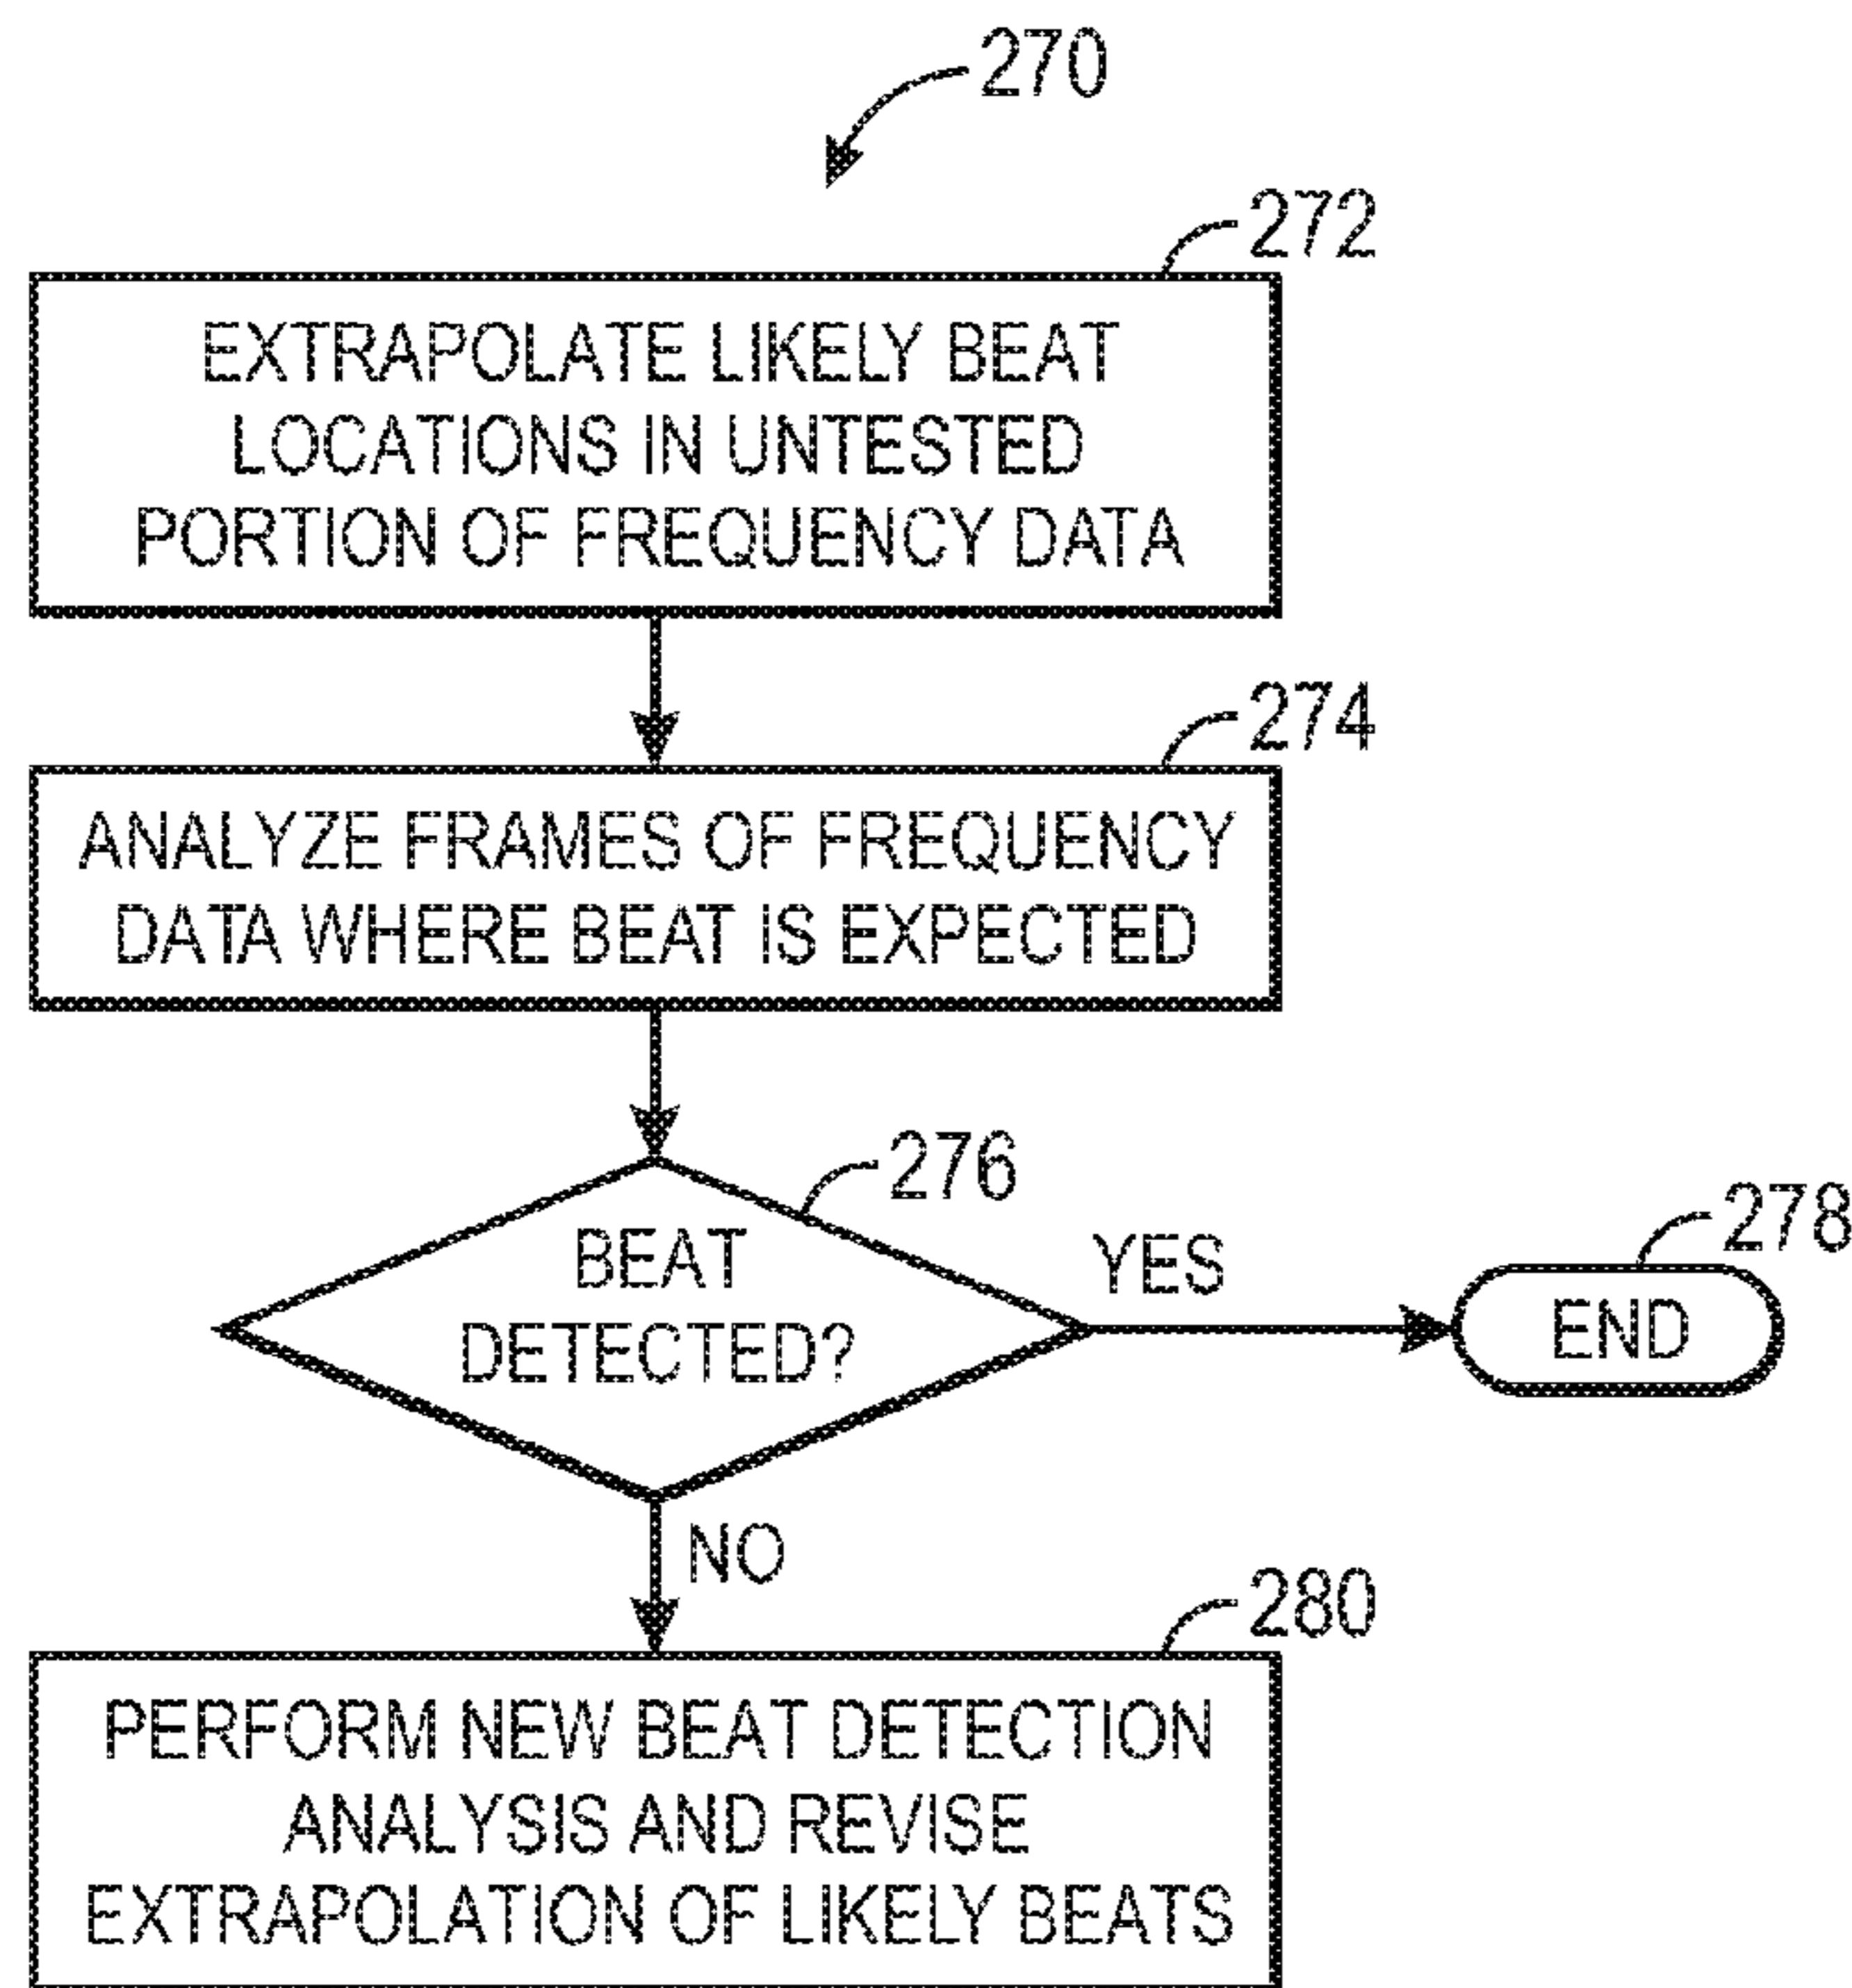 270
272
EXTRAPOLATE LIKELY BEAT
LOCATIONS IN UNTESTED
PORTION OF FREQUENCY DATA
274
ANALYZE FRAMES OF FREQUENCY
DATA WHERE BEAT IS EXPECTED
276
BEAT
DETECTED?
YES
278
END
NO
280
PERFORM NEW BEAT DETECTION
ANALYSIS AND REVISE
EXTRAPOLATION OF LIKELY BEATS